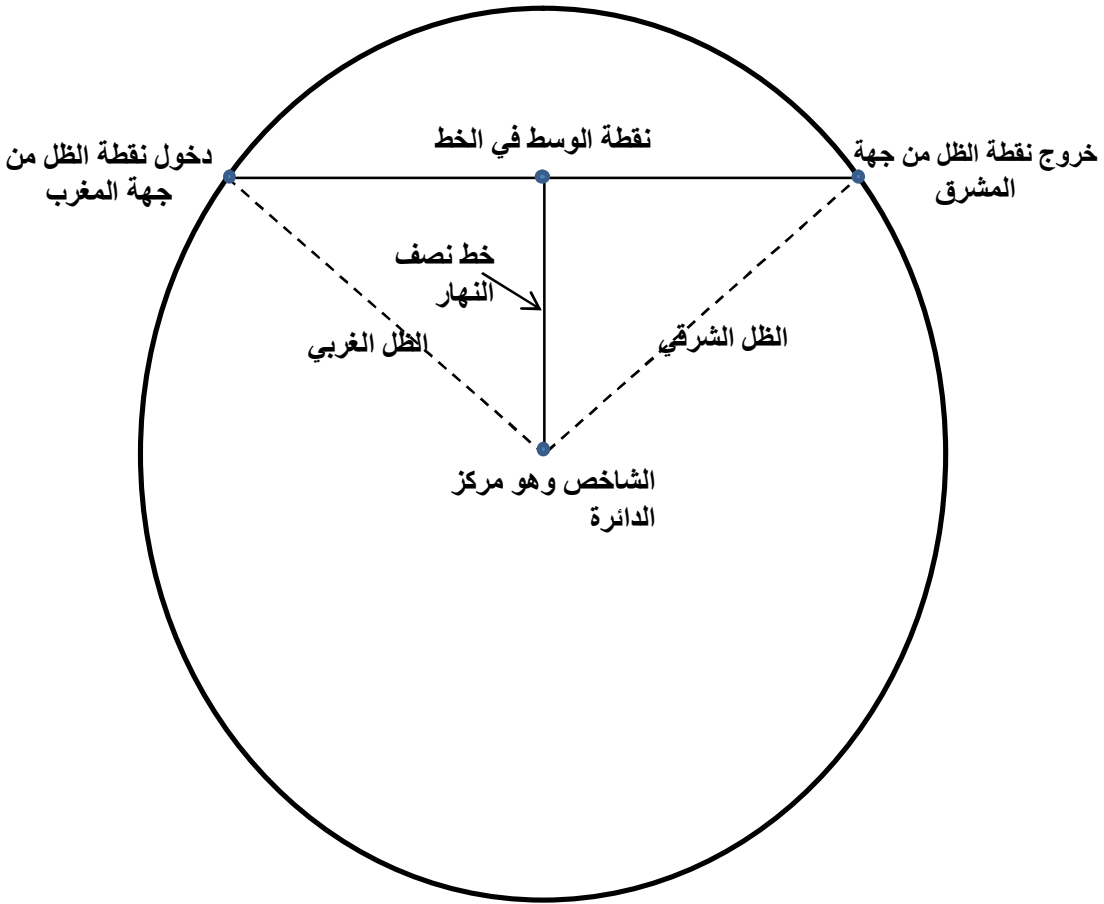 نقطة الوسط في الخط
خروج نقطة الظل من جهة
المشرق
دخول نقطة الظل من
جهة المغرب
خط نصف
النهار
الظل الشرقي
الظل الغربي
الشاخص وهو مركز
الدائرة